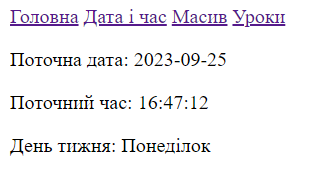 Головна Дата і час Масив Уроки
Поточна дата: 2023-09-25
Поточний час: 16:47:12
День тижня: Понеділок